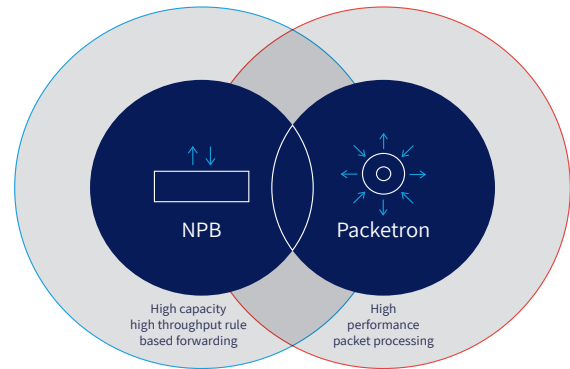 NPB
Packetron
High capacity
high throughput rule
based forwarding
High
performance
packet processing